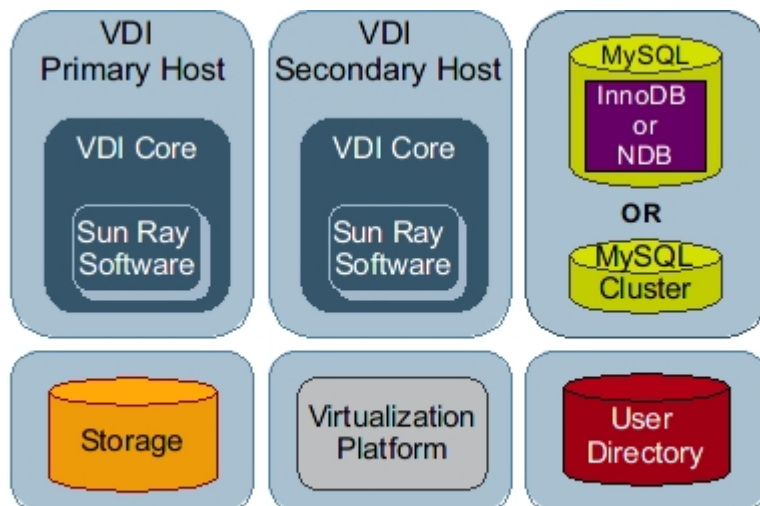 VDI
Primary Host
VDI Core
Sun Ray
Software
VDI
Secondary Host
VDI Core
Sun Ray
Software
MySQL
InnoDB
or
NDB
OR
MySQL
Cluster
Storage
Virtualization
Platform
User
Directory